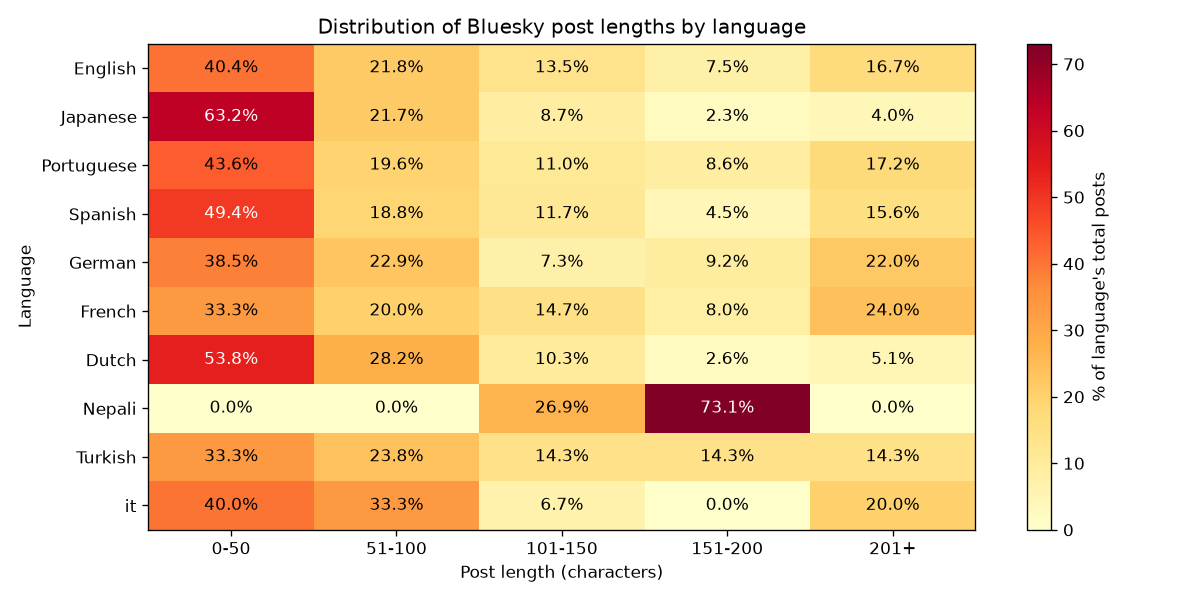 Distribution of Bluesky post lengths by language
English 40.4% 21.8% 13.5% 7.5% 16.7%
Japanese 63.2% 21.7% 8.7% 2.3% 4.0%
Portuguese 43.6% 19.6% 11.0% 8.6% 17.2%
Spanish 49.4% 18.8% 11.7% 4.5% 15.6%
German 38.5% 22.9% 7.3% 9.2% 22.0%
French 33.3% 20.0% 14.7% 8.0% 24.0%
Dutch 53.8% 28.2% 10.3% 2.6% 5.1%
Nepali 0.0% 0.0% 26.9% 73.1% 0.0%
Turkish 33.3% 23.8% 14.3% 14.3% 14.3%
it 40.0% 33.3% 6.7% 0.0% 20.0%
0-50 51-100 101-150 151-200 201+
Post length (characters)
Language
70
60
50
40
30
20
10
0
% of language's total posts